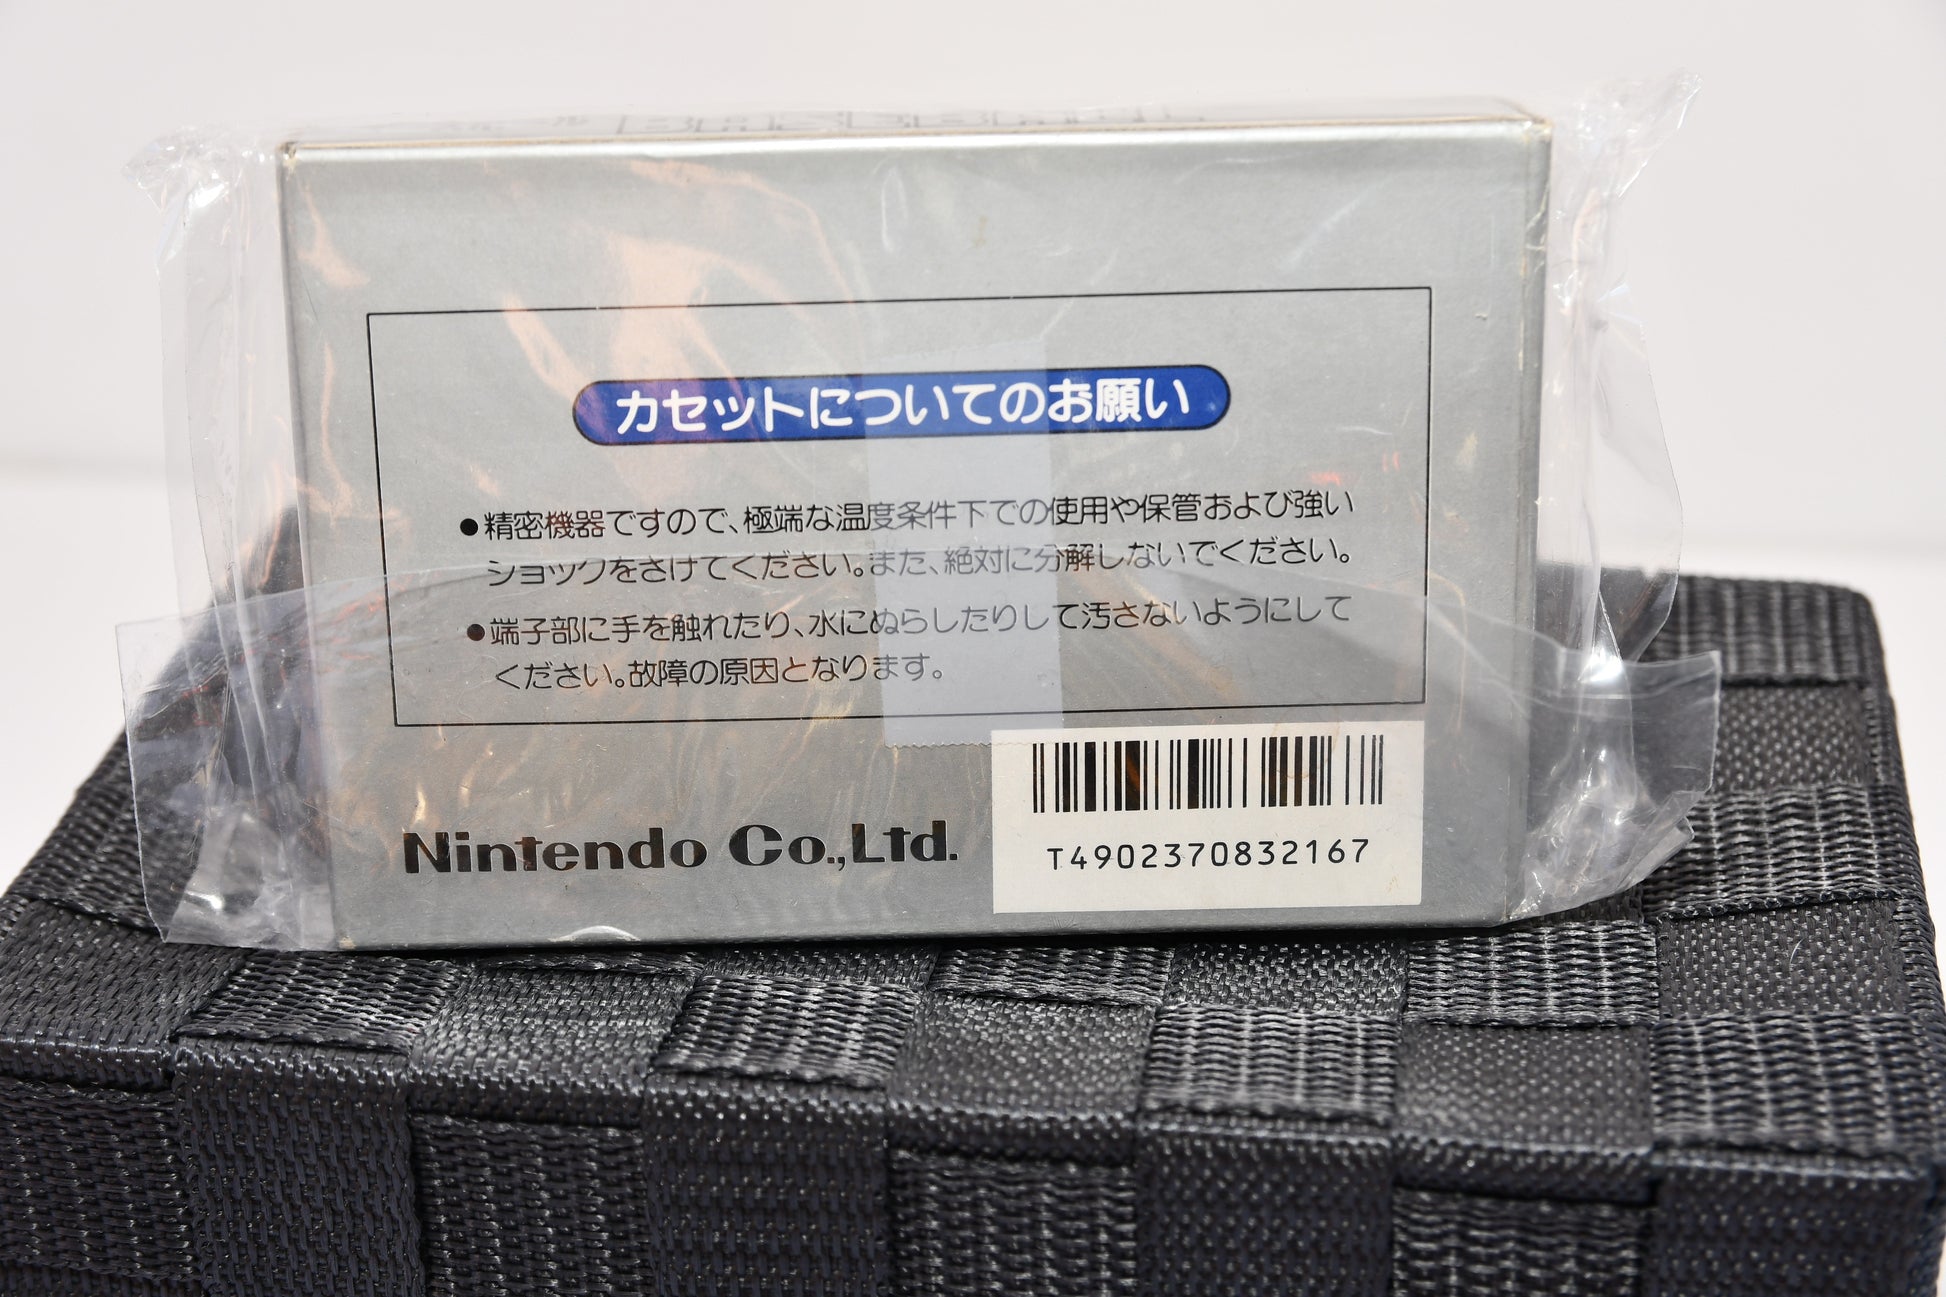 BASEBALL
カセットについてのお願い
●精密機器ですので、極端な温度条件下での使用や保管および強い
ショックをさけてください。また、絶対に分解しないでください。
●端子部に手を触れたり、水にぬらしたりして汚さないようにして
ください。故障の原因となります。
Nintendo Co.,Ltd.
T4902370832167